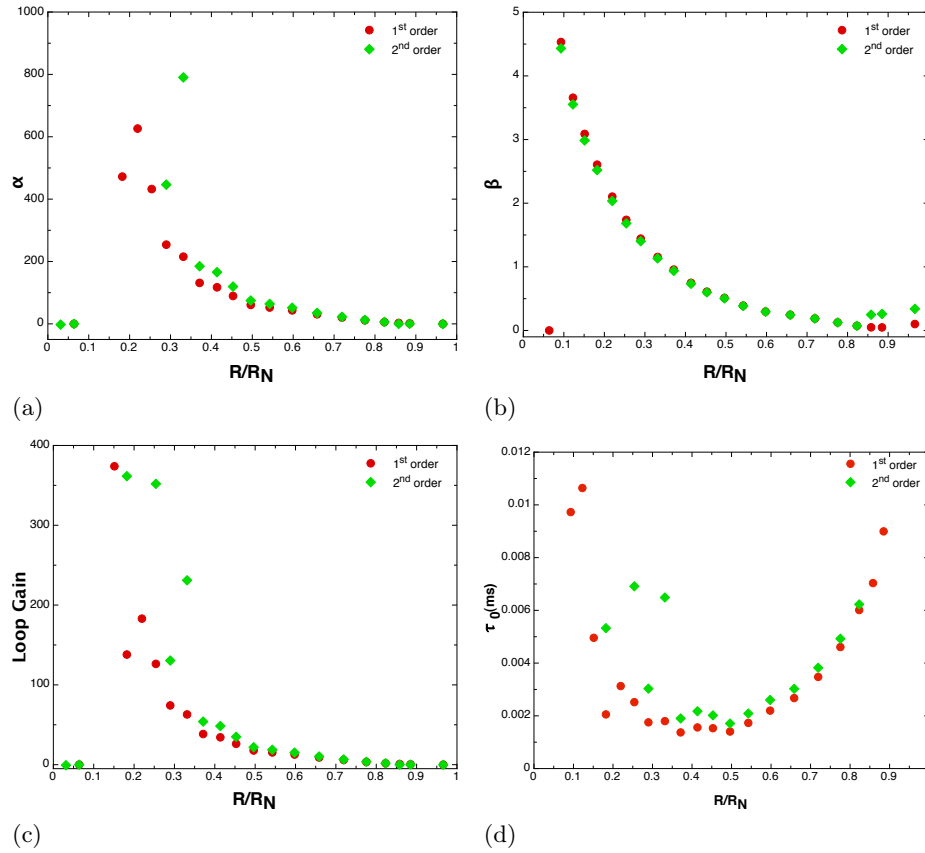 1000
800
600
400
200
0
α
1st order
2nd order
0 0.1 0.2 0.3 0.4 0.5 0.6 0.7 0.8 0.9 1
R/RN
(a)
5
4
3
2
1
0
β
1st order
2nd order
0 0.1 0.2 0.3 0.4 0.5 0.6 0.7 0.8 0.9
R/RN
(b)
400
300
200
100
0
Loop Gain
1st order
2nd order
0 0.1 0.2 0.3 0.4 0.5 0.6 0.7 0.8 0.9 1
R/RN
(c)
0.012
0.01
0.008
0.006
0.004
0.002
0
τ 0(ms)
1st order
2nd order
0 0.1 0.2 0.3 0.4 0.5 0.6 0.7 0.8 0.9
R/RN
(d)